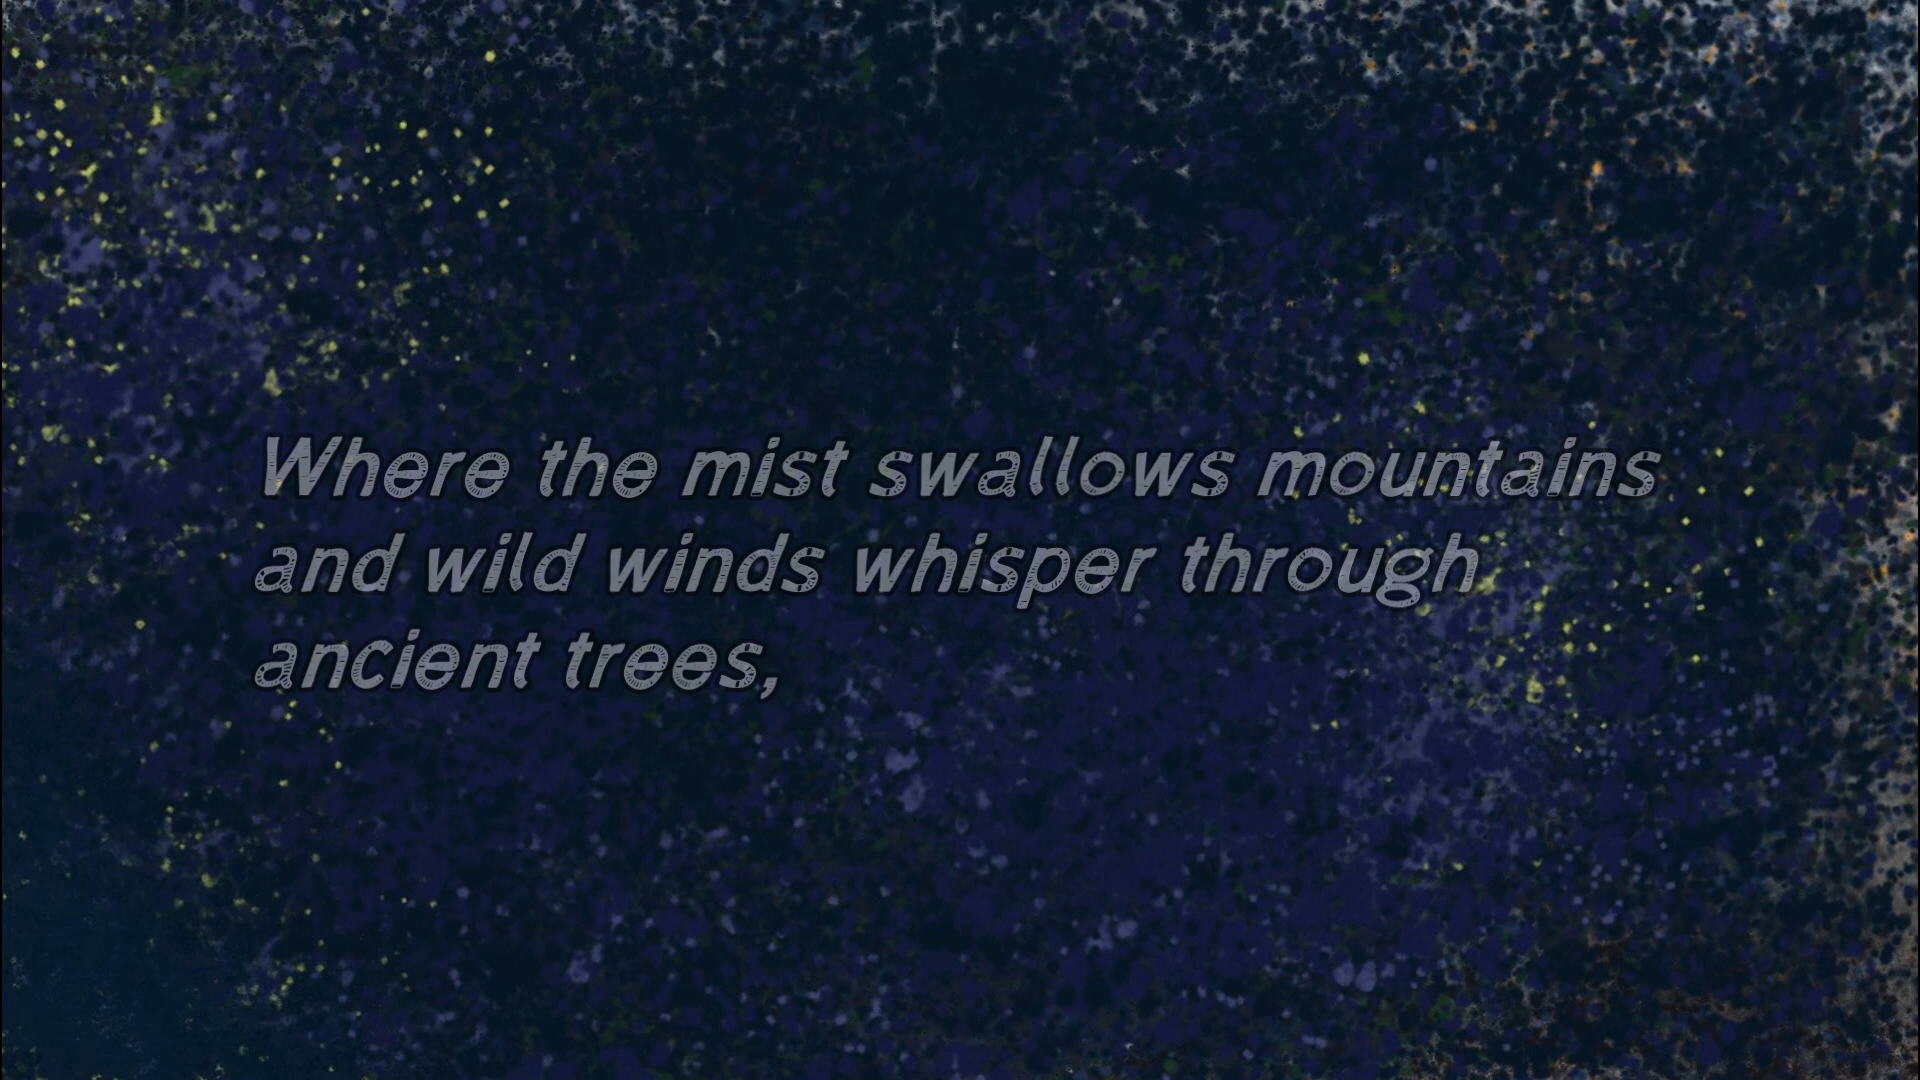 Where the mist swallows mountains
and wild winds whisper through
ancient trees,